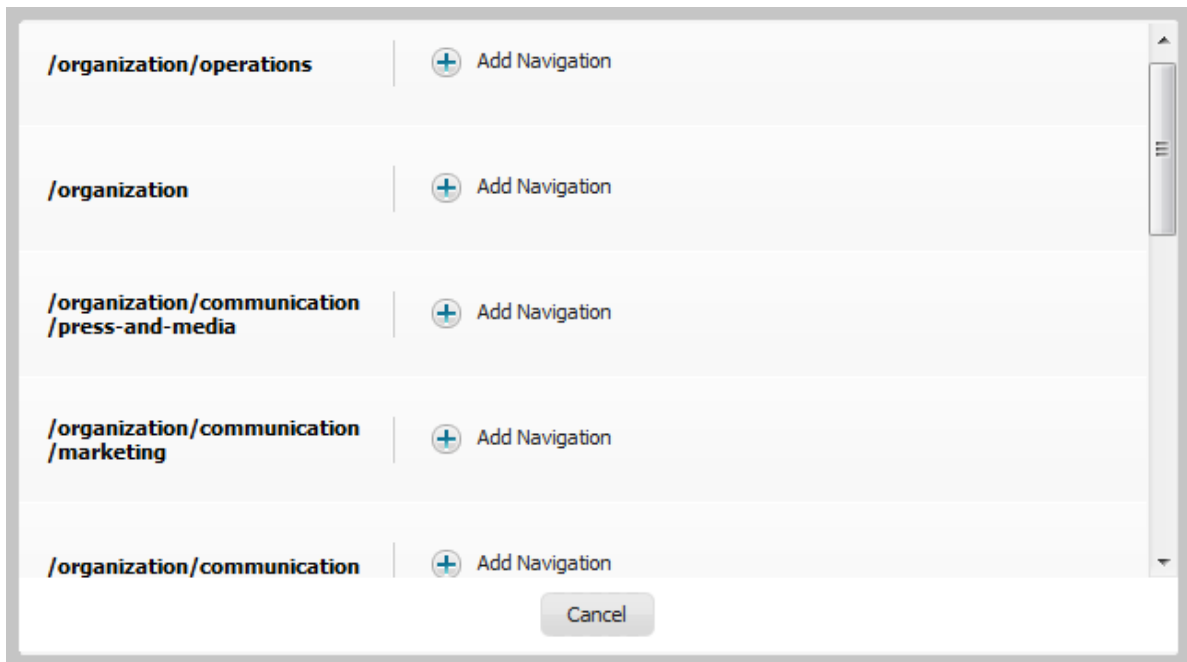 /organization/operations
Add Navigation
/organization
Add Navigation
/organization/communication
/press-and-media
Add Navigation
/organization/communication
/marketing
Add Navigation
/organization/communication
Add Navigation
Cancel